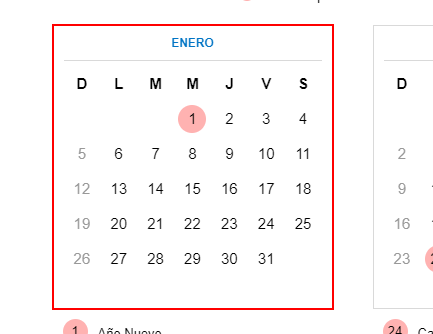 ENERO
D L M M J V S
1 2 3 4
5 6 7 8 9 10 11
12 13 14 15 16 17 18
19 20 21 22 23 24 25
26 27 28 29 30 31
1 Año Nuevo
D
2
9
16
23
24